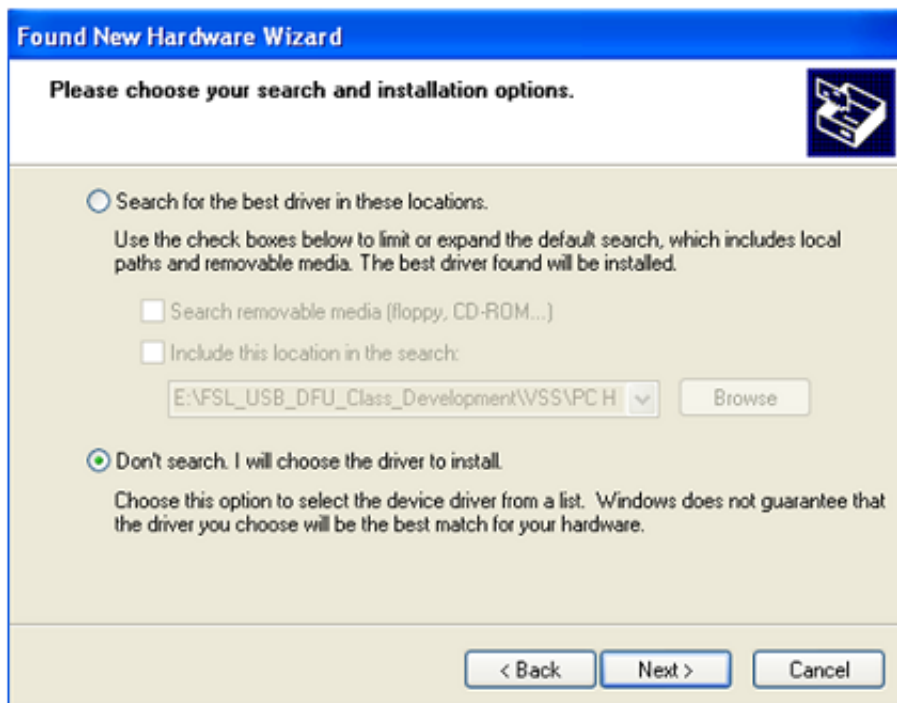 Found New Hardware Wizard
Please choose your search and installation options.
Search for the best driver in these locations.
Use the check boxes below to limit or expand the default search, which includes local
paths and removable media. The best driver found will be installed.
Search removable media (floppy, CD-ROM...)
Include this location in the search:
E:\FSL_USB_DFU_Class_Development\VSS\PC H
Browse
Don't search. I will choose the driver to install.
Choose this option to select the device driver from a list. Windows does not guarantee that
the driver you choose will be the best match for your hardware.
< Back
Next >
Cancel